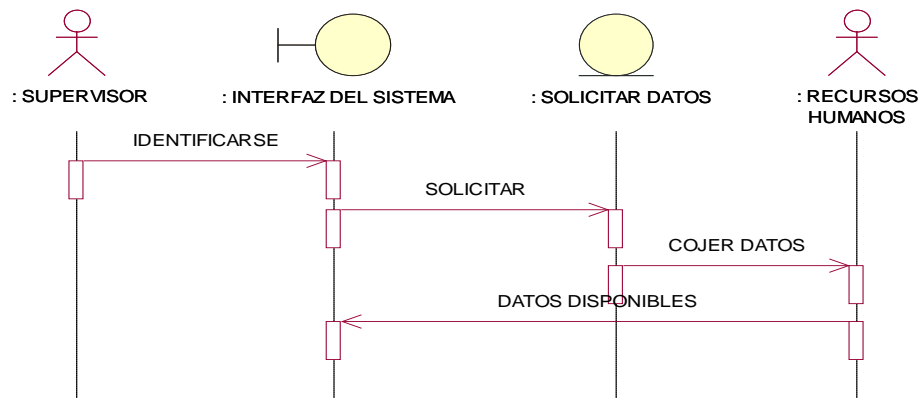 : SUPERVISOR
: INTERFAZ DEL SISTEMA
: SOLICITAR DATOS
: RECURSOS
HUMANOS
IDENTIFICARSE
SOLICITAR
COJER DATOS
DATOS DISPONIBLES